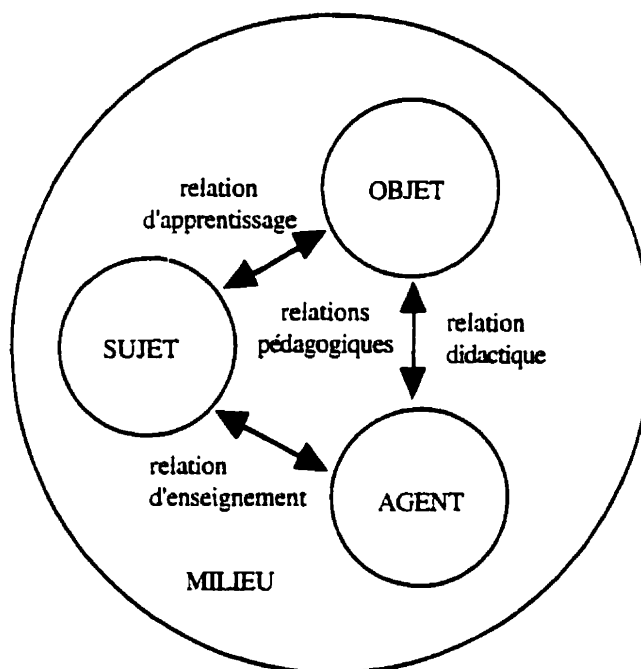 relation
d'apprentissage
OBJET
SUJET
relations
pédagogiques
relation
didactique
relation
d'enseignement
AGENT
MILIEU